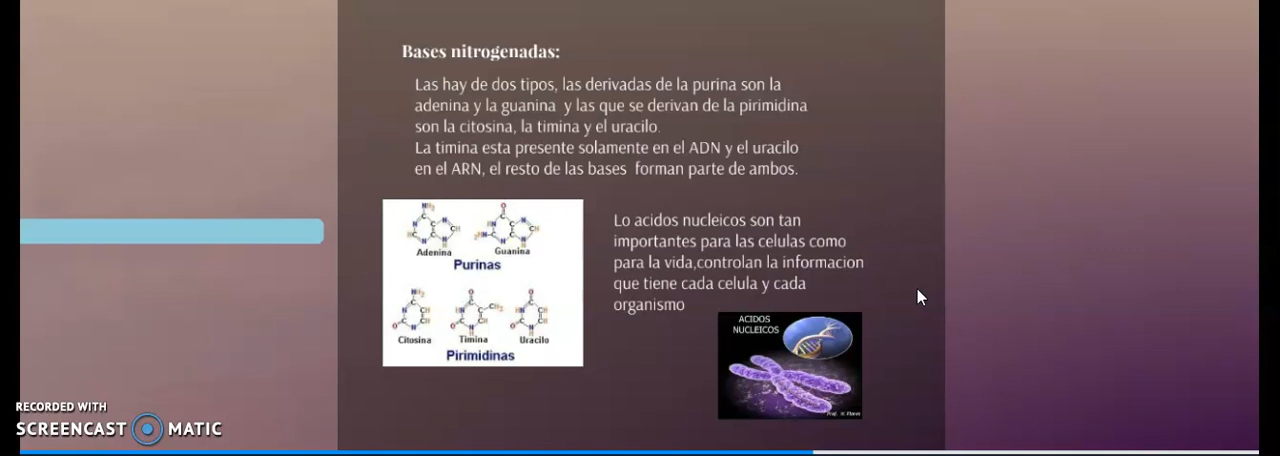 Bases nitrogenadas:
Las hay de dos tipos, las derivadas de la purina son la
adenina y la guanina y las que se derivan de la pirimidina
son la citosina, la timina y el uracilo.
La timina esta presente solamente en el ADN y el uracilo
en el ARN, el resto de las bases forman parte de ambos.
Adenina
Guanina
Purinas
Citosina
Timina
Uracilo
Pirimidinas
Lo acidos nucleicos son tan
importantes para las celulas como
para la vida,controlan la informacion
que tiene cada celula y cada
organismo
ACIDOS
NUCLEICOS
RECORDED WITH
SCREENCAST MATIC